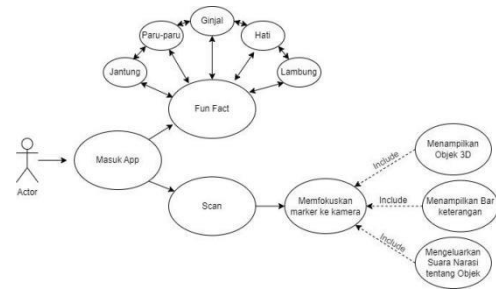 Ginjal
Paru-paru
Hati
Jantung
Lambung
Fun Fact
Masuk App
Actor
Scan
Memfokuskan
marker ke kamera
Include
Menampilkan
Objek 3D
Include
Menampilkan Bar
keterangan
Include
Mengeluarkan
Suara Narasi
tentang Objek